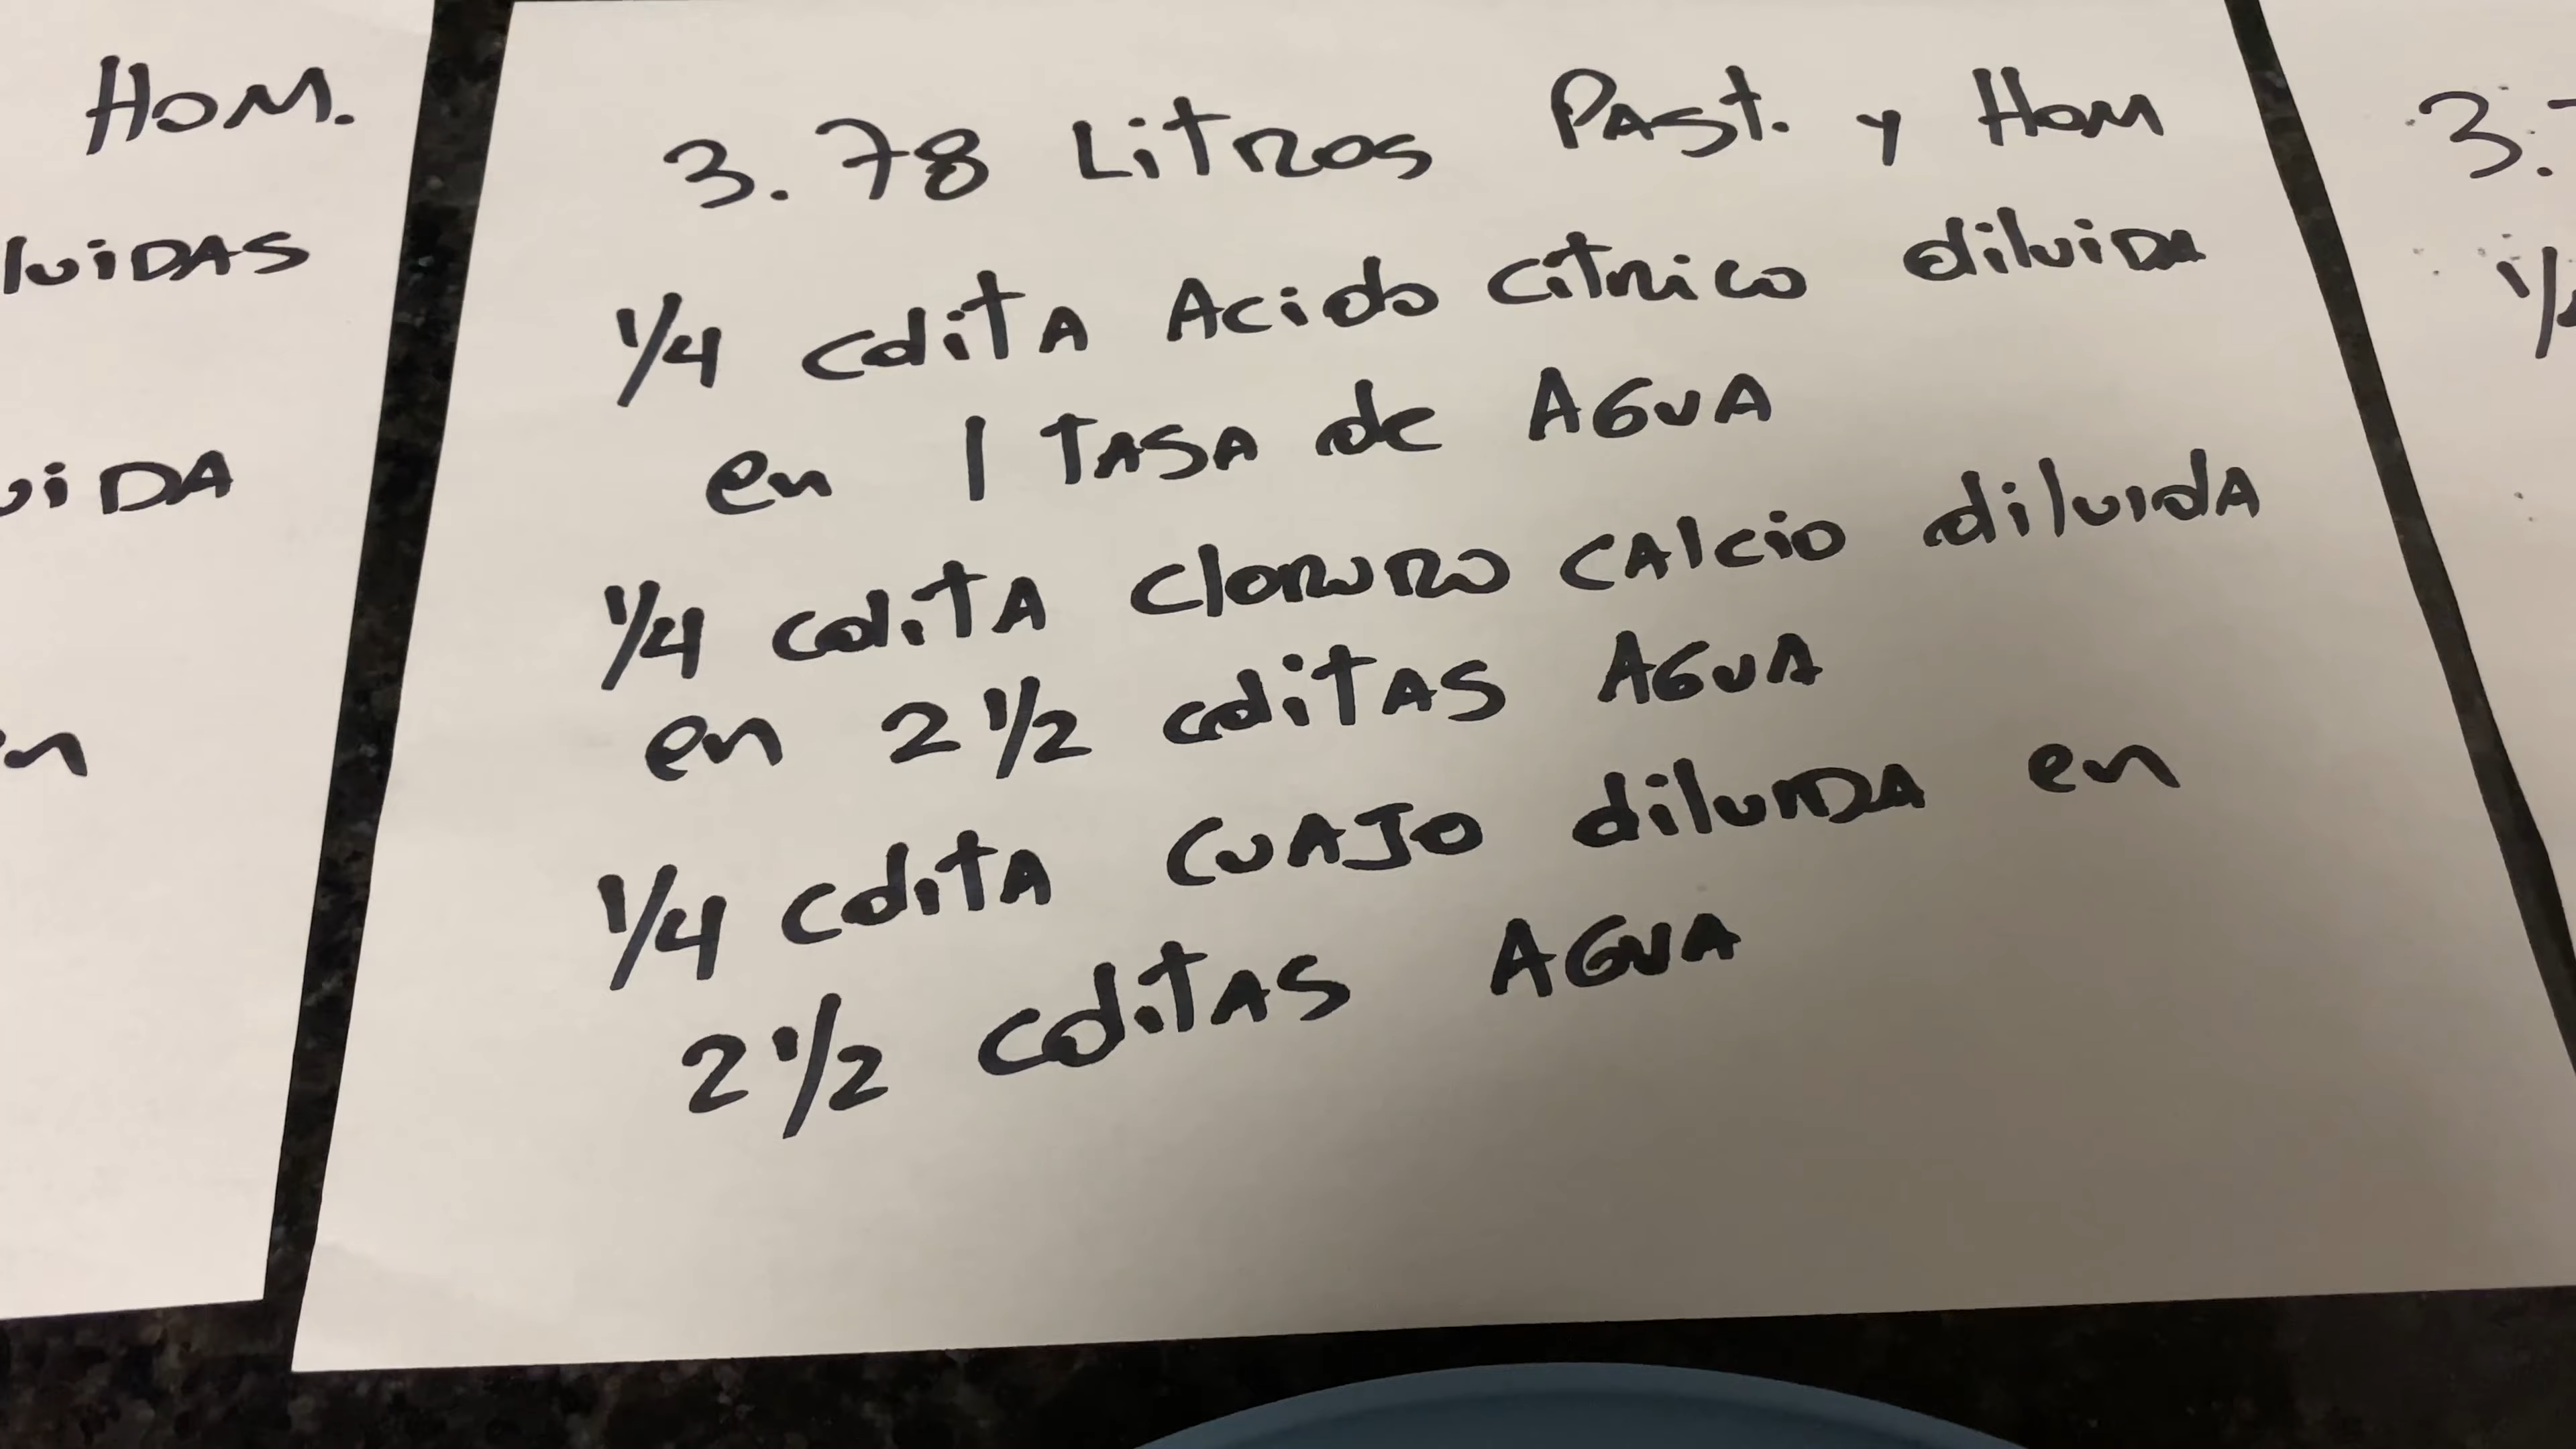 HOM.
luiDAS
uiDA
3.78 Litros Past. y Hom
1/4 cditA Acido Cítrico diluiDA
en 1 TASA de AGUA
1/4 cditA Cloruro CAlcio diluidA
en 2 1/2 cditAS AGUA
1/4 cditA CUAJO diluiDA en
2 1/2 cditAS AGUA
3.